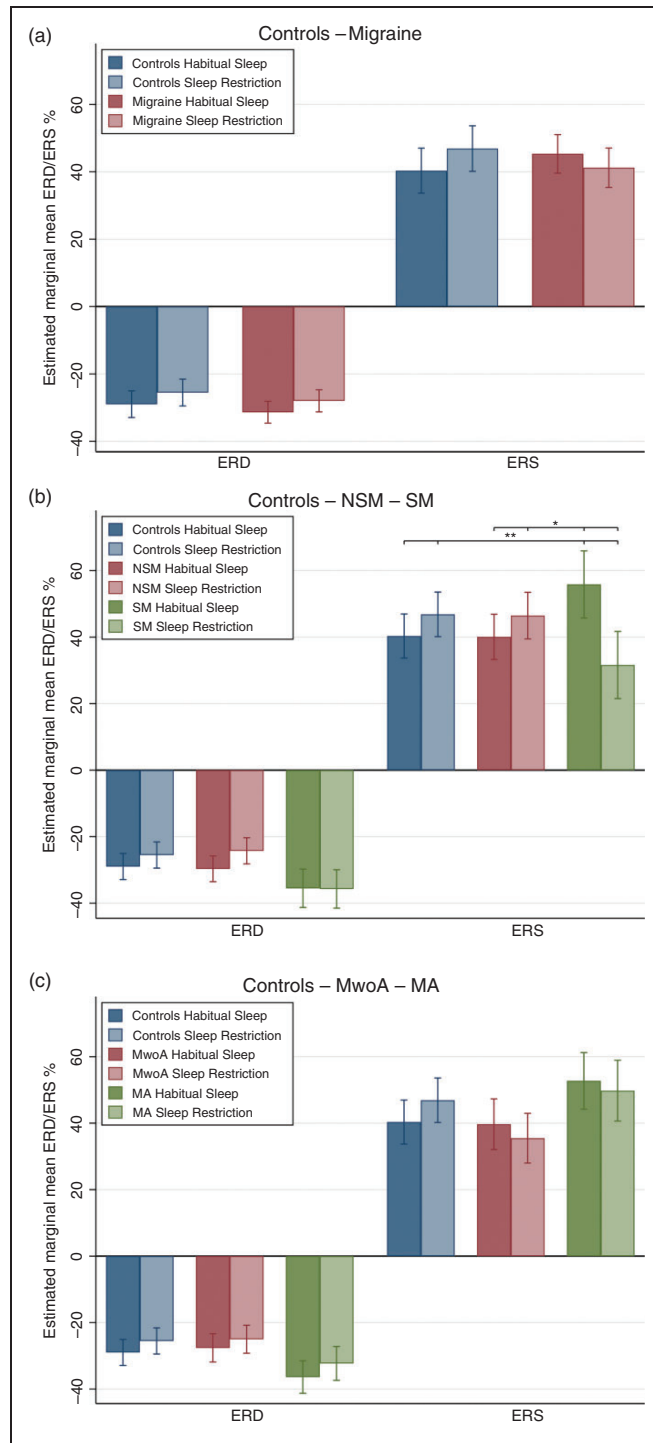 (a)
Controls – Migraine
Controls Habitual Sleep
Controls Sleep Restriction
Migraine Habitual Sleep
Migraine Sleep Restriction
Estimated marginal mean ERD/ERS %
60
40
20
0
−20
−40
ERD
ERS
(b)
Controls – NSM – SM
Controls Habitual Sleep
Controls Sleep Restriction
NSM Habitual Sleep
NSM Sleep Restriction
SM Habitual Sleep
SM Sleep Restriction
*
**
Estimated marginal mean ERD/ERS %
60
40
20
0
−20
−40
ERD
ERS
(c)
Controls – MwoA – MA
Controls Habitual Sleep
Controls Sleep Restriction
MwoA Habitual Sleep
MwoA Sleep Restriction
MA Habitual Sleep
MA Sleep Restriction
Estimated marginal mean ERD/ERS %
60
40
20
0
−20
−40
ERD
ERS